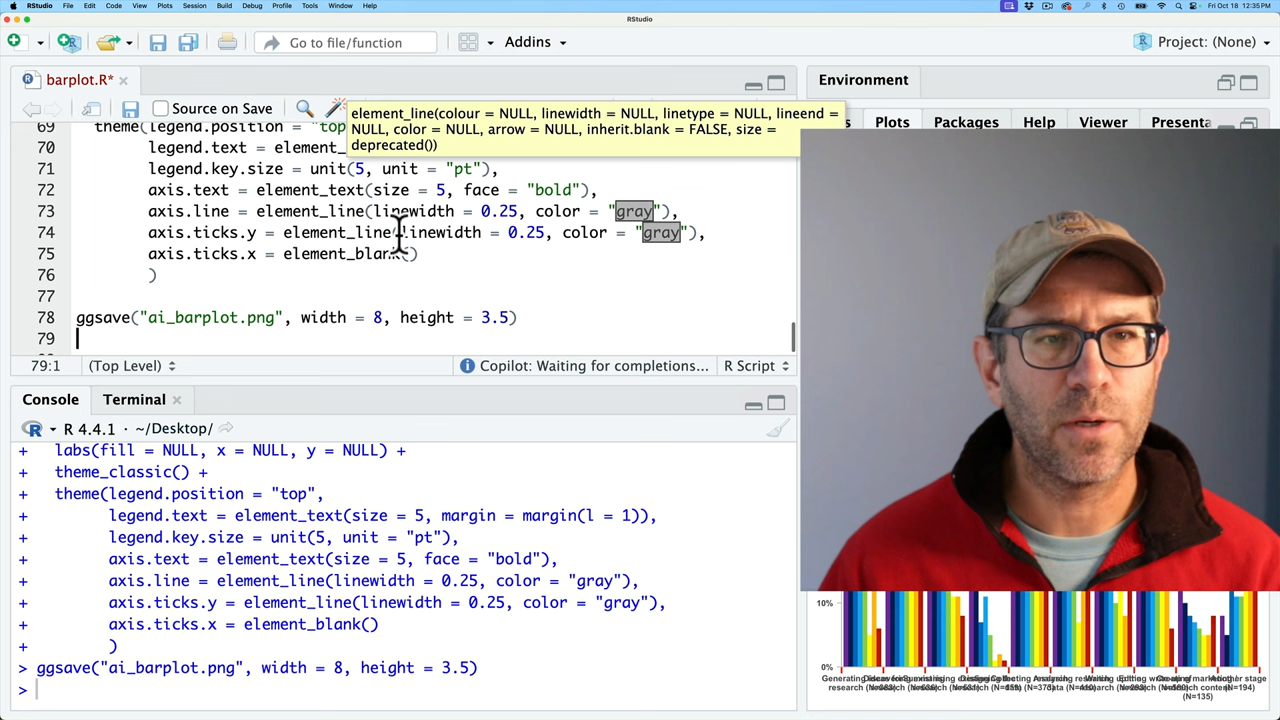 RStudio File Edit Code View Plots Session Build Debug Profile Tools Window Help Fri Oct 18 12:35 PM
RStudio
Go to file/function Addins Project: (None)
barplot.R* Environment
Source on Save
element_line(colour = NULL, linewidth = NULL, linetype = NULL, lineend =
NULL, color = NULL, arrow = NULL, inherit.blank = FALSE, size =
deprecated())
Plots Packages Help Viewer Presenta
69 theme(legend.position = "top
70 legend.text = element_
71 legend.key.size = unit(5, unit = "pt"),
72 axis.text = element_text(size = 5, face = "bold"),
73 axis.line = element_line(linewidth = 0.25, color = "gray"),
74 axis.ticks.y = element_line(linewidth = 0.25, color = "gray"),
75 axis.ticks.x = element_blank()
76 )
77
78 ggsave("ai_barplot.png", width = 8, height = 3.5)
79
79:1 (Top Level) Copilot: Waiting for completions... R Script
Console Terminal
R 4.4.1 · ~/Desktop/
+ labs(fill = NULL, x = NULL, y = NULL) +
+ theme_classic() +
+ theme(legend.position = "top",
+ legend.text = element_text(size = 5, margin = margin(l = 1)),
+ legend.key.size = unit(5, unit = "pt"),
+ axis.text = element_text(size = 5, face = "bold"),
+ axis.line = element_line(linewidth = 0.25, color = "gray"),
+ axis.ticks.y = element_line(linewidth = 0.25, color = "gray"),
+ axis.ticks.x = element_blank()
+ )
> ggsave("ai_barplot.png", width = 8, height = 3.5)
>
10%
0%
Generating
stage
research
(N=194)
(N=135)